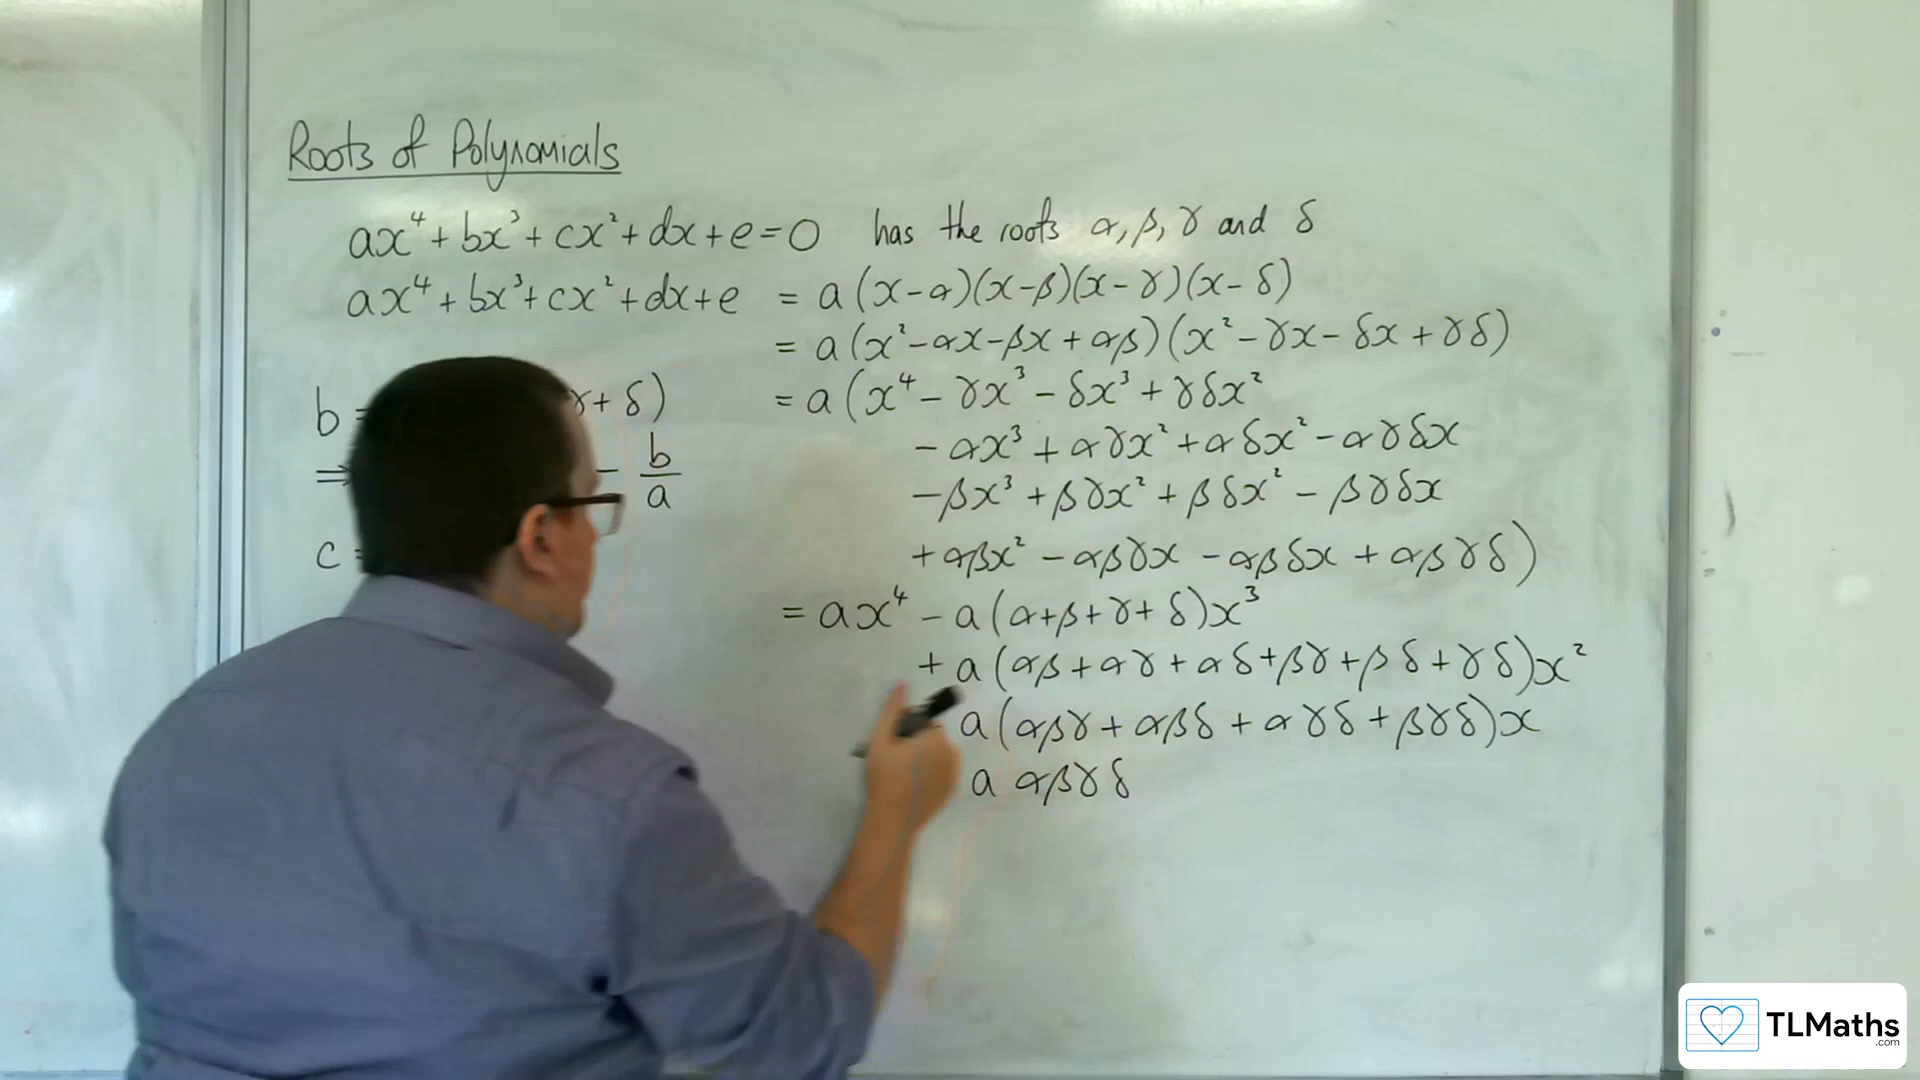 Roots of Polynomials
ax⁴ + bx³ + cx² + dx + e = 0 has the roots α, β, γ and δ
ax⁴ + bx³ + cx² + dx + e = a(x-α)(x-β)(x-γ)(x-δ)
= a(x² - αx - βx + αβ)(x² - γx - δx + γδ)
b = γ + δ)
= a(x⁴ - γx³ - δx³ + γδx²
- αx³ + αγx² + αδx² - αγδx
⇒ - b/a
- βx³ + βγx² + βδx² - βγδx
c =
+ αβx² - αβγx - αβδx + αβγδ)
= ax⁴ - a(α+β+γ+δ)x³
+ a(αβ + αγ + αδ + βγ + βδ + γδ)x²
a(αβγ + αβδ + αγδ + βγδ)x
a αβγδ
TLMaths
.com